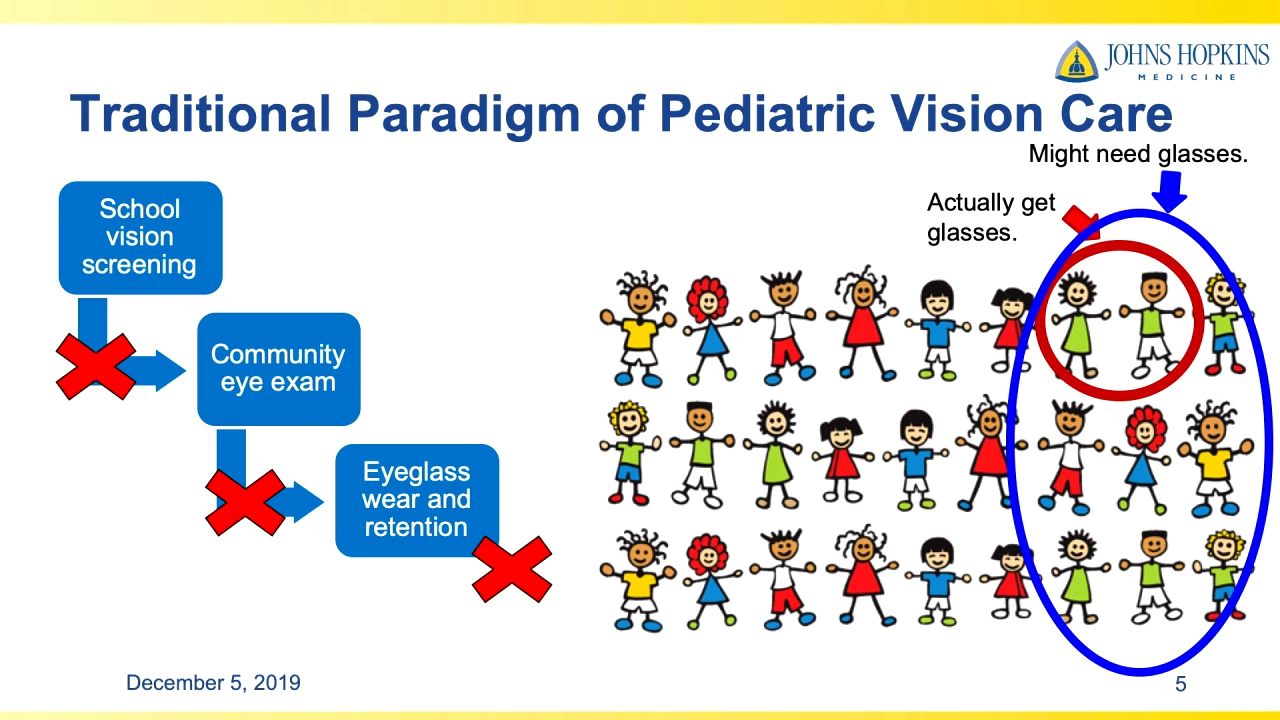 JOHNS HOPKINS
MEDICINE
Traditional Paradigm of Pediatric Vision Care
Might need glasses.
Actually get
glasses.
School
vision
screening
Community
eye exam
Eyeglass
wear and
retention
December 5, 2019
5